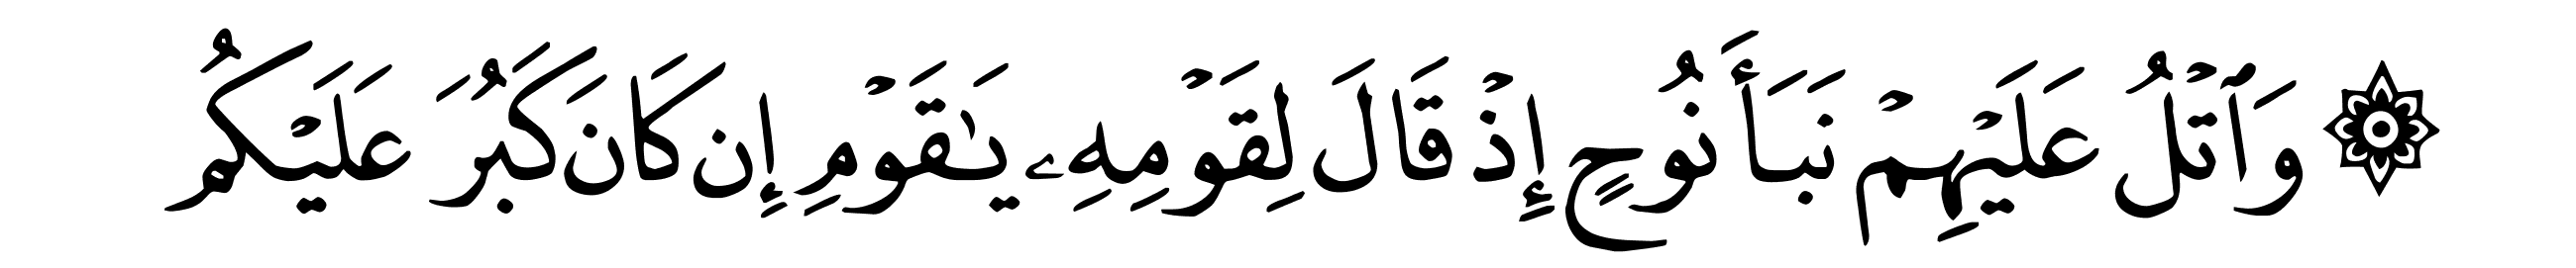 ۞ وَٱتۡلُ عَلَيۡهِمۡ نَبَأَ نُوحٍ إِذۡ قَالَ لِقَوۡمِهِۦ يَٰقَوۡمِ إِن كَانَ كَبُرَ عَلَيۡكُم